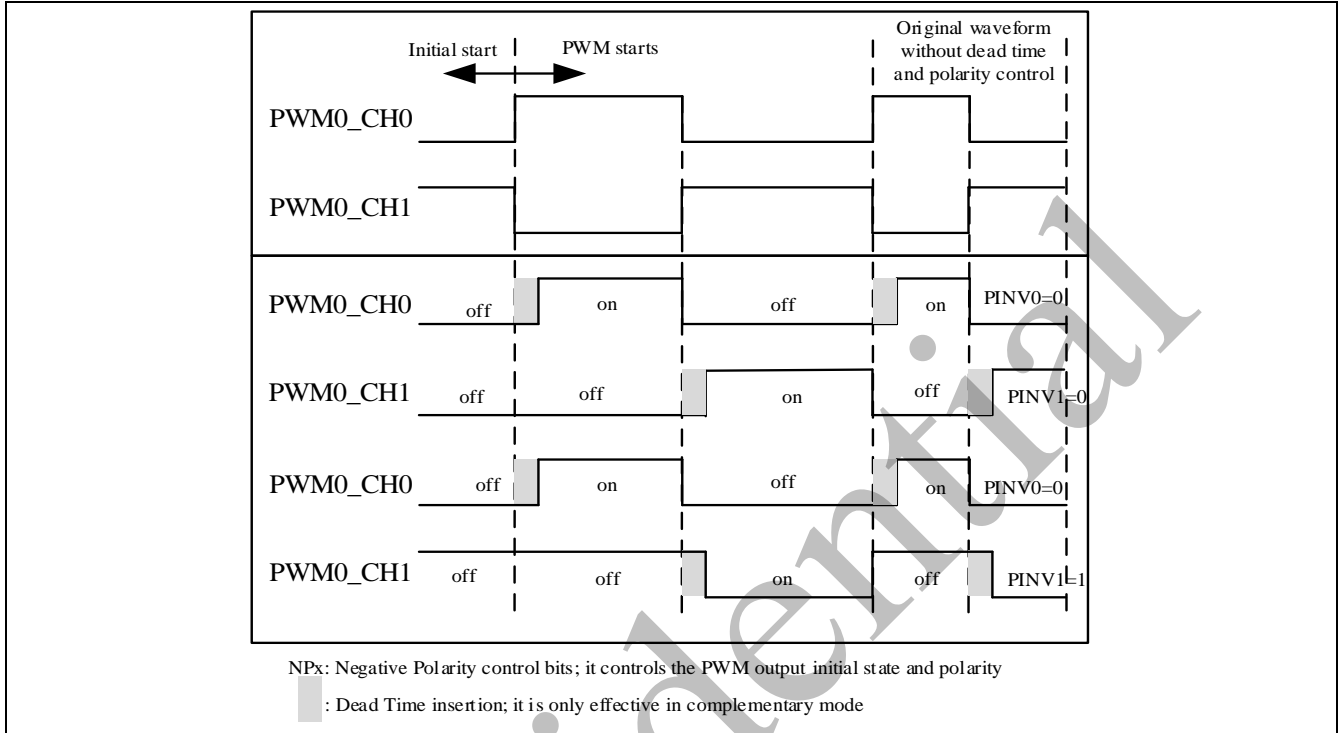 Initial start
PWM starts
Original waveform
without dead time
and polarity control
PWM0_CH0
PWM0_CH1
PWM0_CH0
off
on
off
on
PINV0=0
PWM0_CH1
off
off
on
off
PINV1=0
PWM0_CH0
off
on
off
on
PINV0=0
PWM0_CH1
off
off
on
off
PINV1=1
NPx: Negative Polarity control bits; it controls the PWM output initial state and polarity
: Dead Time insertion; it is only effective in complementary mode
idential